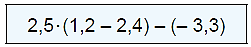 2,5·(1,2 – 2,4) – (– 3,3)